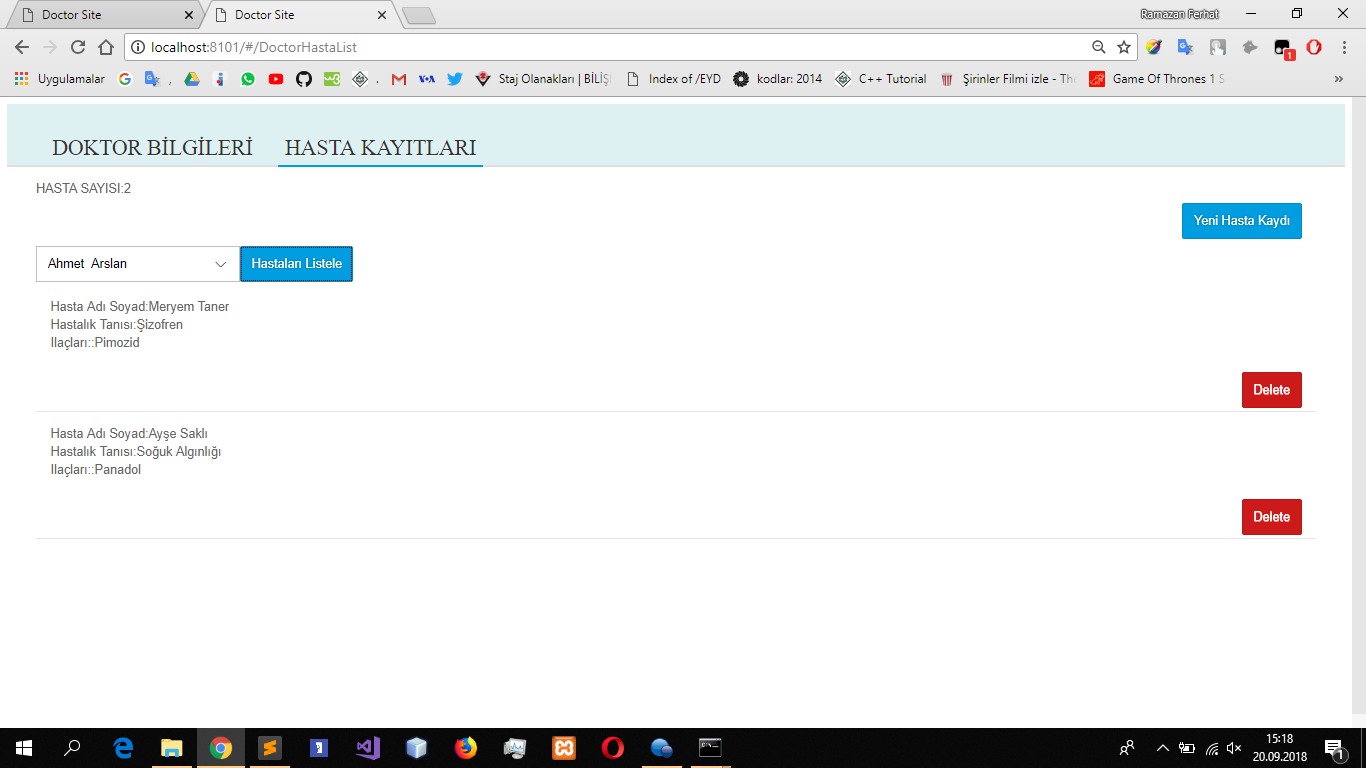 Doctor Site
Doctor Site
Ramazan Ferhat
localhost:8101/#/DoctorHastaList
Uygulamalar
Staj Olanakları | BİLİŞ
Index of /EYD
kodlar: 2014
C++ Tutorial
Şirinler Filmi izle - The
Game Of Thrones 1 S
DOKTOR BİLGİLERİ
HASTA KAYITLARI
HASTA SAYISI:2
Yeni Hasta Kaydı
Ahmet Arslan
Hastaları Listele
Hasta Adı Soyad:Meryem Taner
Hastalık Tanısı:Şizofren
Ilaçları::Pimozid
Delete
Hasta Adı Soyad:Ayşe Saklı
Hastalık Tanısı:Soğuk Algınlığı
Ilaçları::Panadol
Delete
15:18
20.09.2018